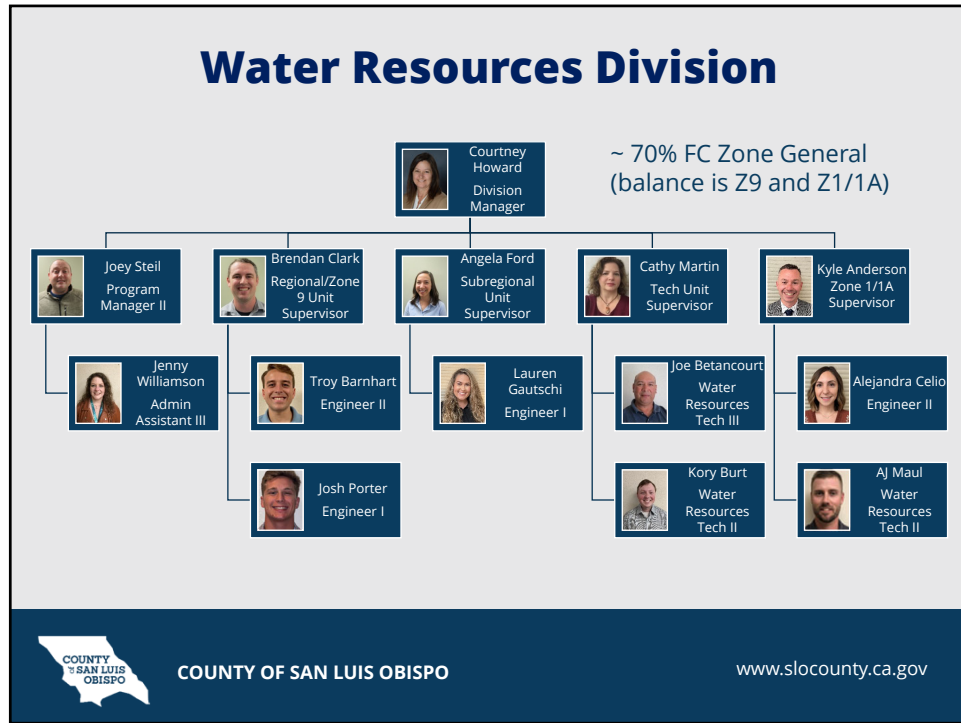 Water Resources Division
Courtney
Howard
Division
Manager
~ 70% FC Zone General
(balance is Z9 and Z1/1A)
Joey Steil
Program
Manager II
Brendan Clark
Regional/Zone
9 Unit
Supervisor
Angela Ford
Subregional
Unit
Supervisor
Cathy Martin
Tech Unit
Supervisor
Kyle Anderson
Zone 1/1A
Supervisor
Jenny
Williamson
Admin
Assistant III
Troy Barnhart
Engineer II
Lauren
Gautschi
Engineer I
Joe Betancourt
Water
Resources
Tech III
Alejandra Celio
Engineer II
Josh Porter
Engineer I
Kory Burt
Water
Resources
Tech II
AJ Maul
Water
Resources
Tech II
COUNTY
OF SAN LUIS
OBISPO
COUNTY OF SAN LUIS OBISPO
www.slocounty.ca.gov